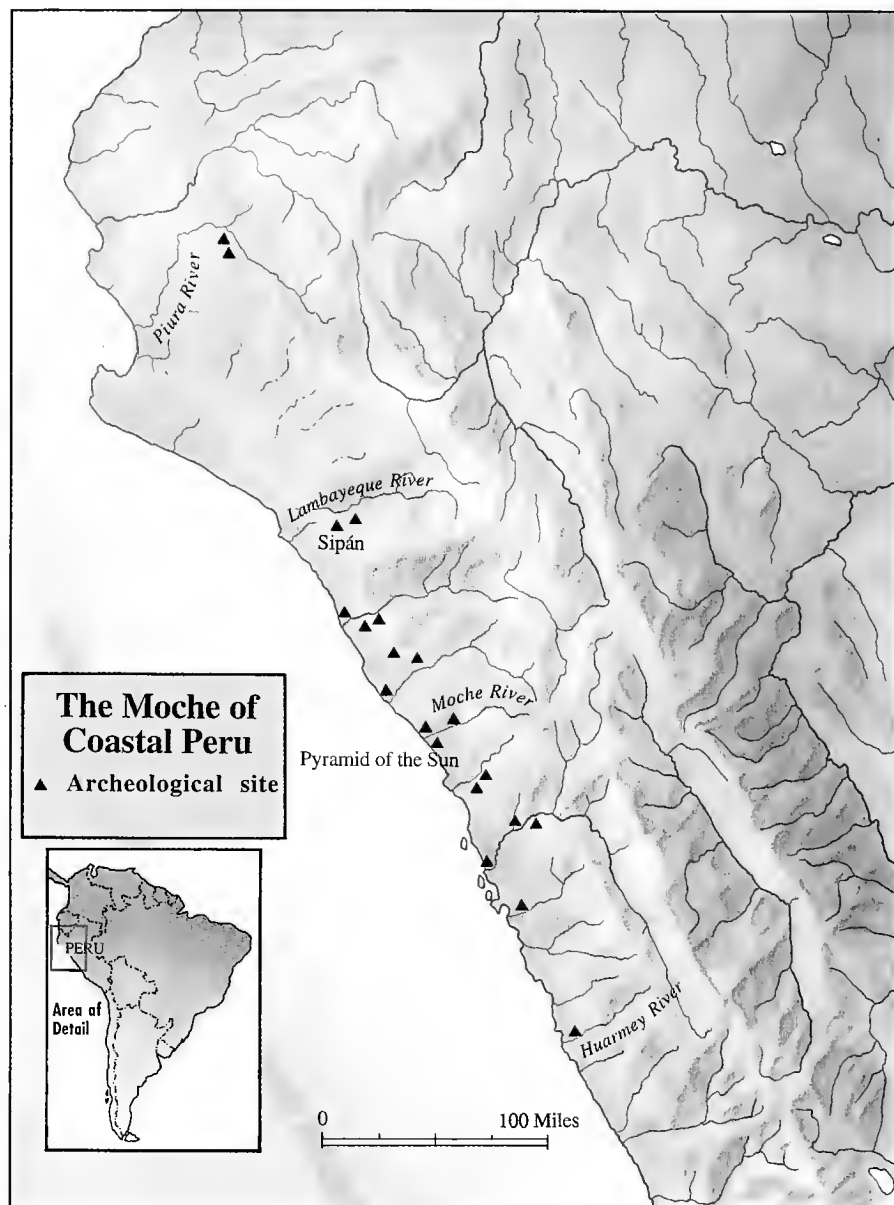 Piura River
Lambayeque River
Sipán
Moche River
Pyramid of the Sun
The Moche of
Coastal Peru
▲ Archeological site
PERU
Area of
Detail
Huarmey River
0 100 Miles